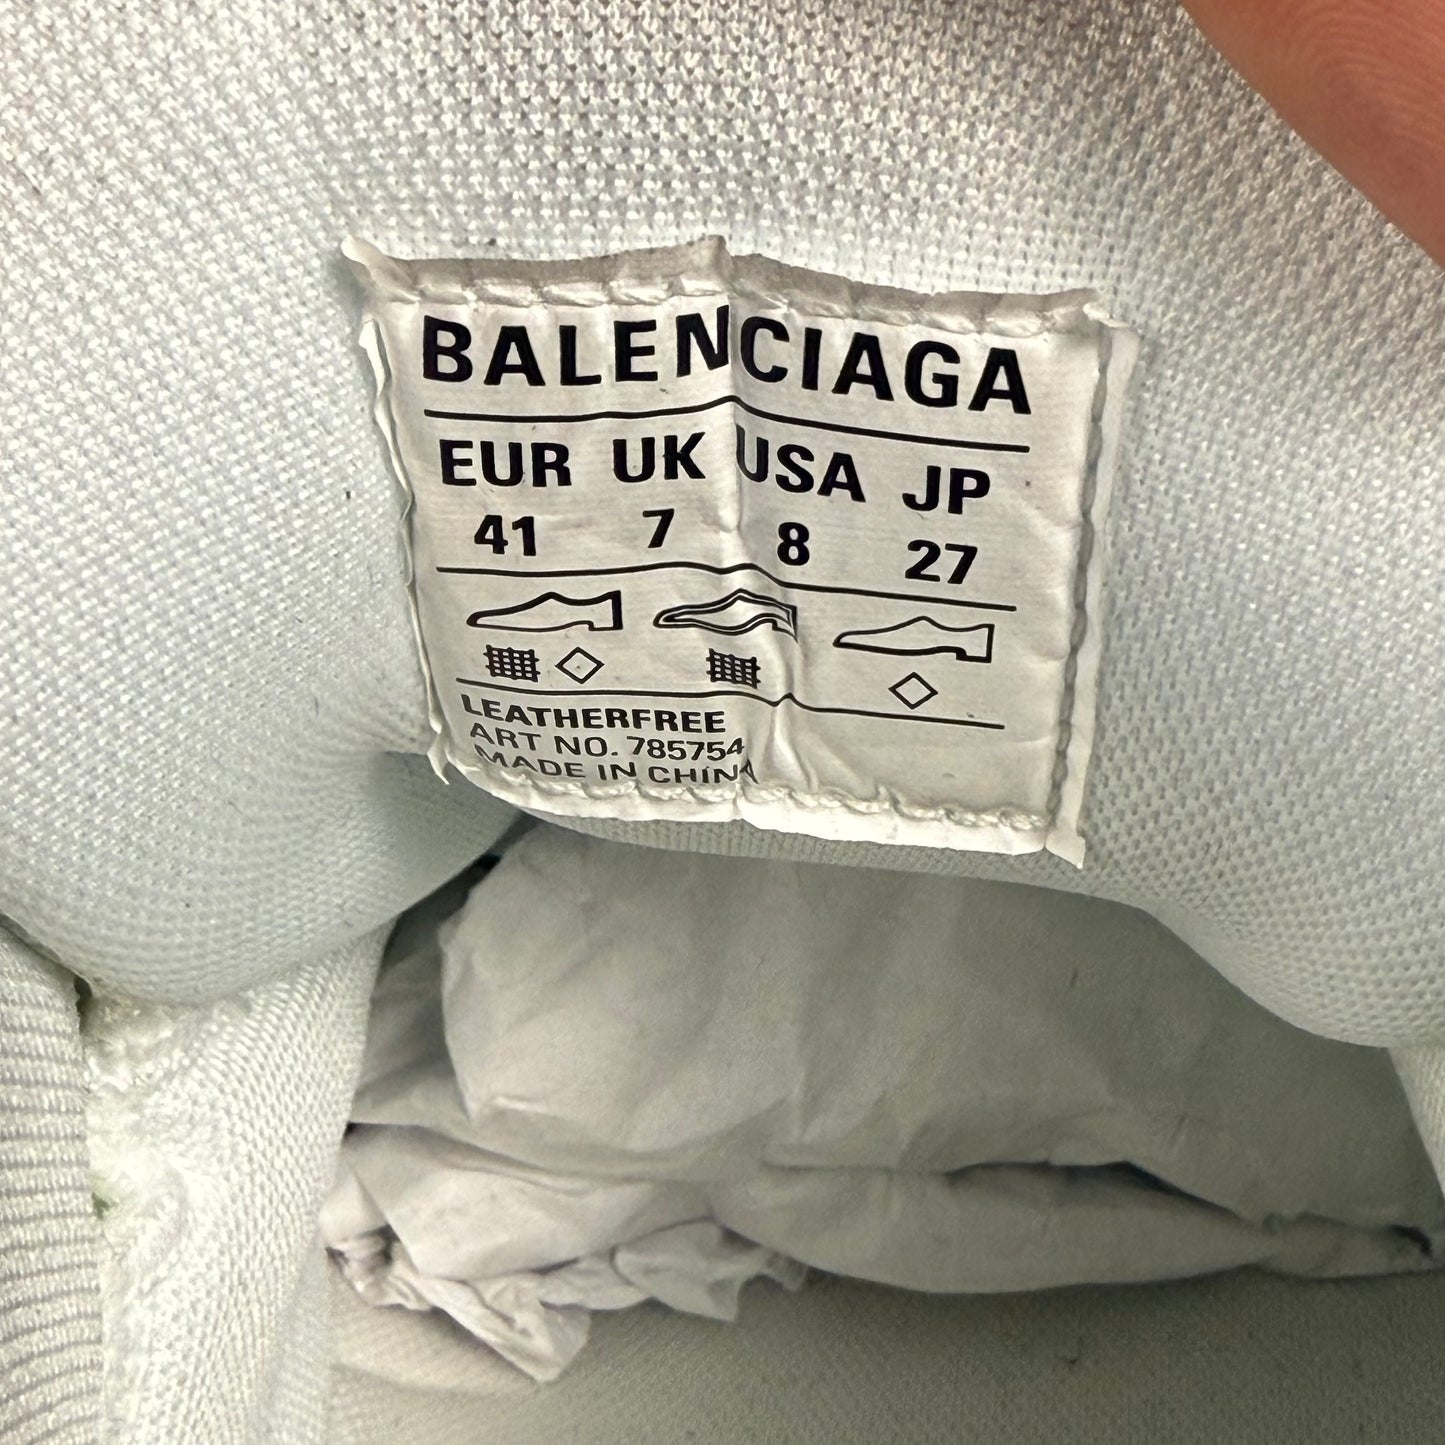 BALENCIAGA
EUR UK USA JP
41 7 8 27
LEATHERFREE
ART NO. 785754
MADE IN CHINA